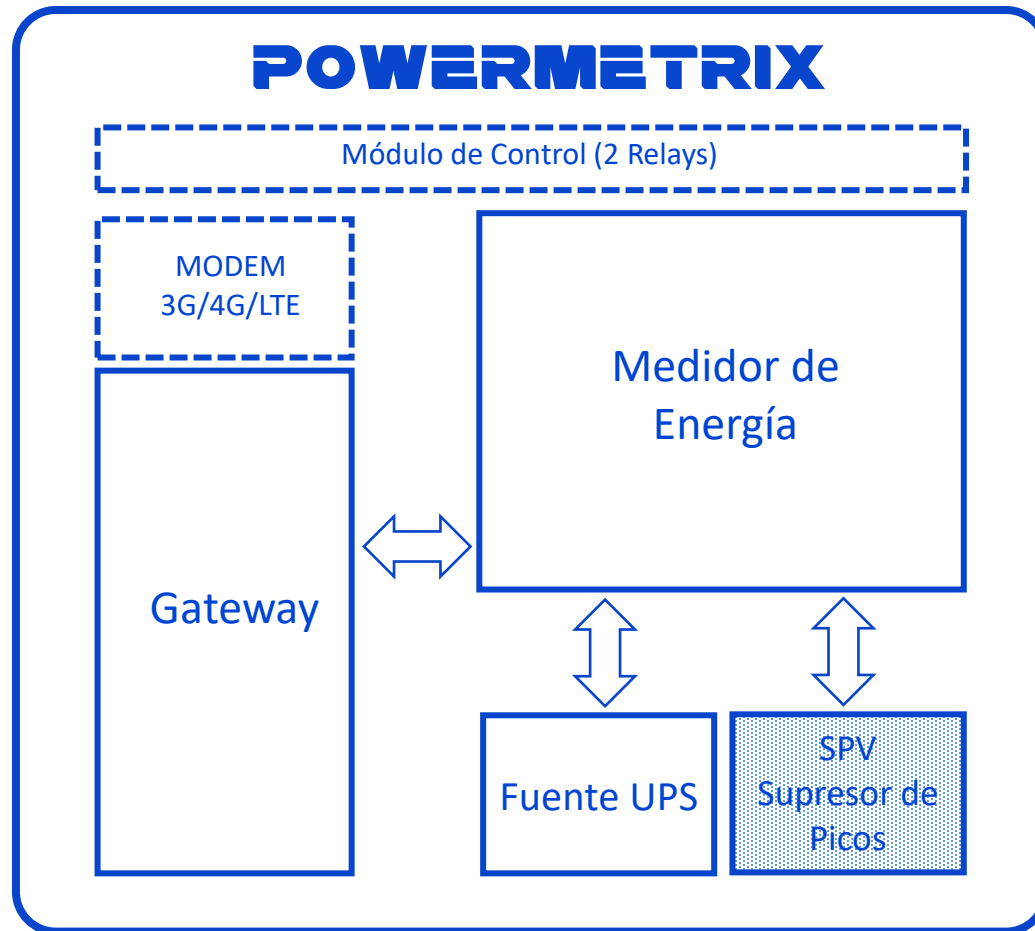 POWERMETRIX
Módulo de Control (2 Relays)
MODEM
3G/4G/LTE
Medidor de
Energía
Gateway
Fuente UPS
SPV
Supresor de
Picos